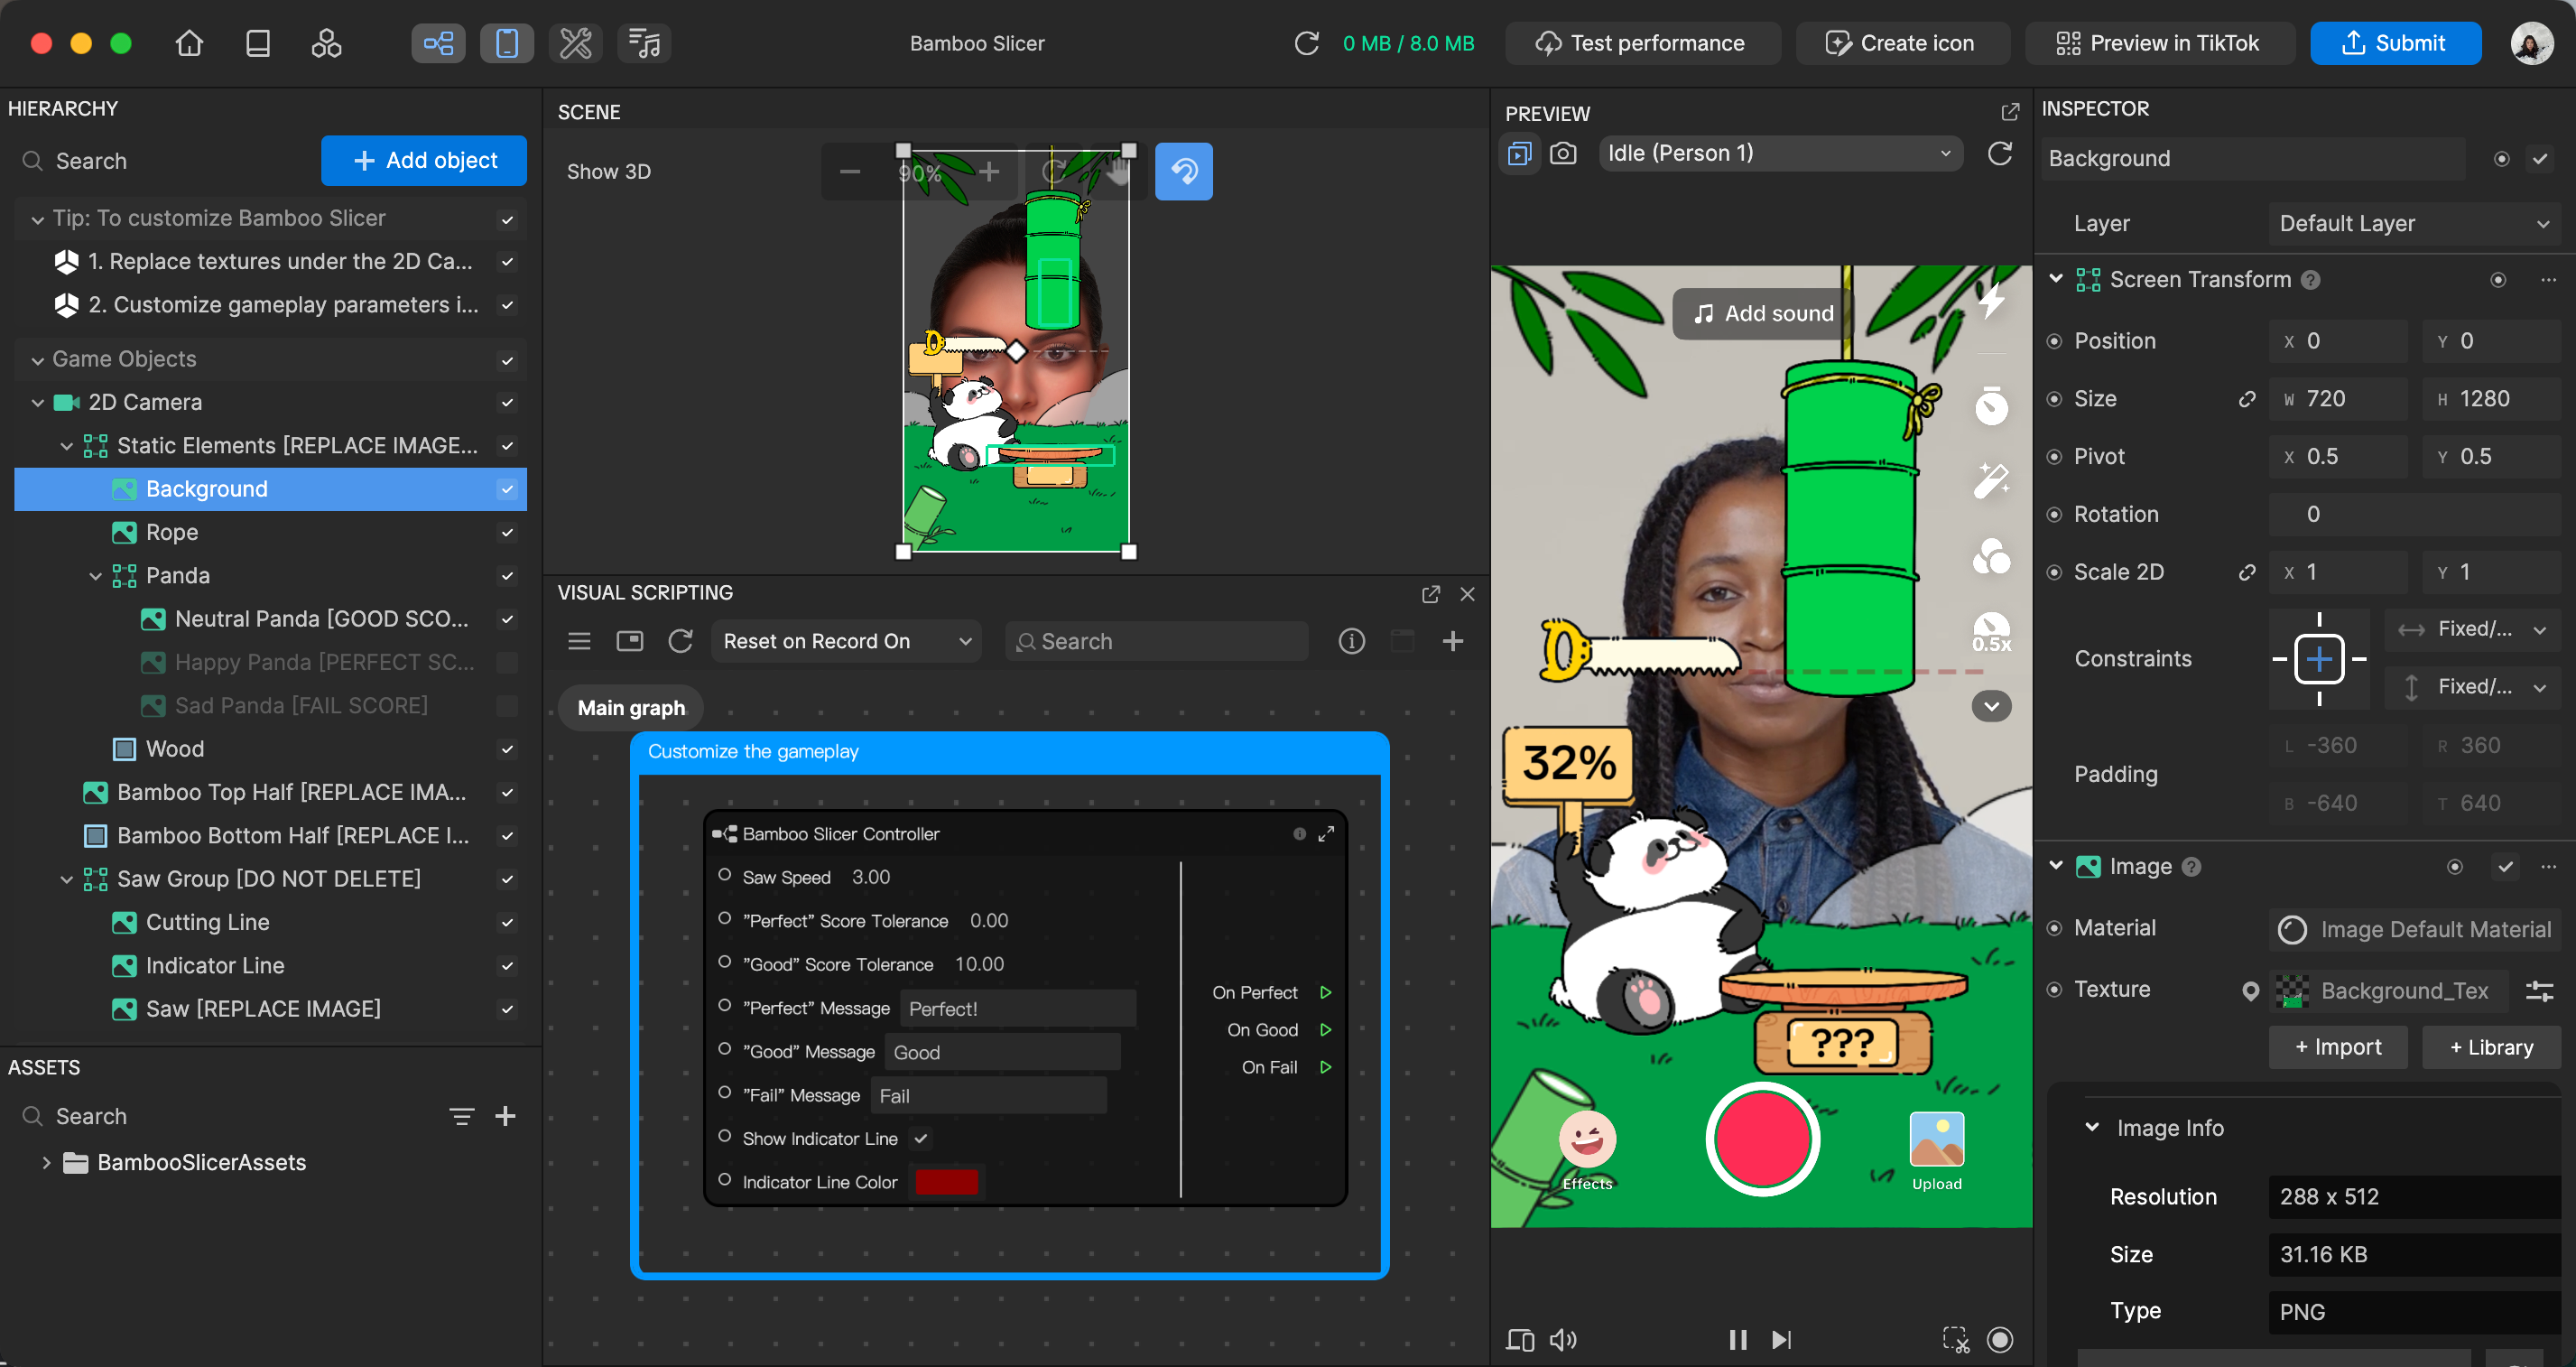 Bamboo Slicer
0 MB / 8.0 MB
Test performance
Create icon
Preview in TikTok
Submit
HIERARCHY
Search
Add object
Tip: To customize Bamboo Slicer
1. Replace textures under the 2D Ca...
2. Customize gameplay parameters i...
Game Objects
2D Camera
Static Elements [REPLACE IMAGE...
Background
Rope
Panda
Neutral Panda [GOOD SCO...
Happy Panda [PERFECT SC...
Sad Panda [FAIL SCORE]
Wood
Bamboo Top Half [REPLACE IMA...
Bamboo Bottom Half [REPLACE I...
Saw Group [DO NOT DELETE]
Cutting Line
Indicator Line
Saw [REPLACE IMAGE]
ASSETS
Search
BambooSlicerAssets
SCENE
Show 3D
90%
VISUAL SCRIPTING
Reset on Record On
Search
Main graph
Customize the gameplay
Bamboo Slicer Controller
Saw Speed 3.00
"Perfect" Score Tolerance 0.00
"Good" Score Tolerance 10.00
"Perfect" Message Perfect!
"Good" Message Good
"Fail" Message Fail
Show Indicator Line
Indicator Line Color
On Perfect
On Good
On Fail
PREVIEW
Idle (Person 1)
Add sound
0.5x
32%
???
Effects
Upload
INSPECTOR
Background
Layer Default Layer
Screen Transform
Position X 0 Y 0
Size W 720 H 1280
Pivot X 0.5 Y 0.5
Rotation 0
Scale 2D X 1 Y 1
Constraints
Fixed/...
Fixed/...
Padding
L -360 R 360
B -640 T 640
Image
Material Image Default Material
Texture Background_Tex
+ Import
+ Library
Image Info
Resolution 288 x 512
Size 31.16 KB
Type PNG